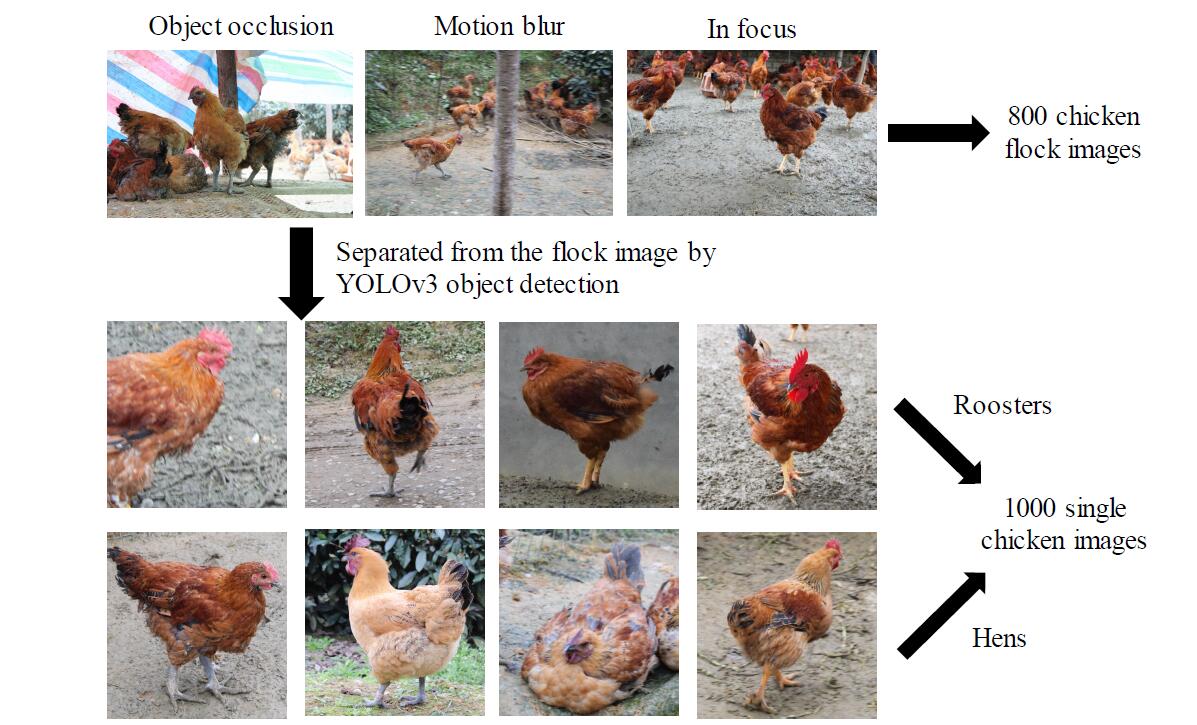 Object occlusion
Motion blur
In focus
800 chicken
flock images
Separated from the flock image by
YOLOv3 object detection
Roosters
1000 single
chicken images
Hens